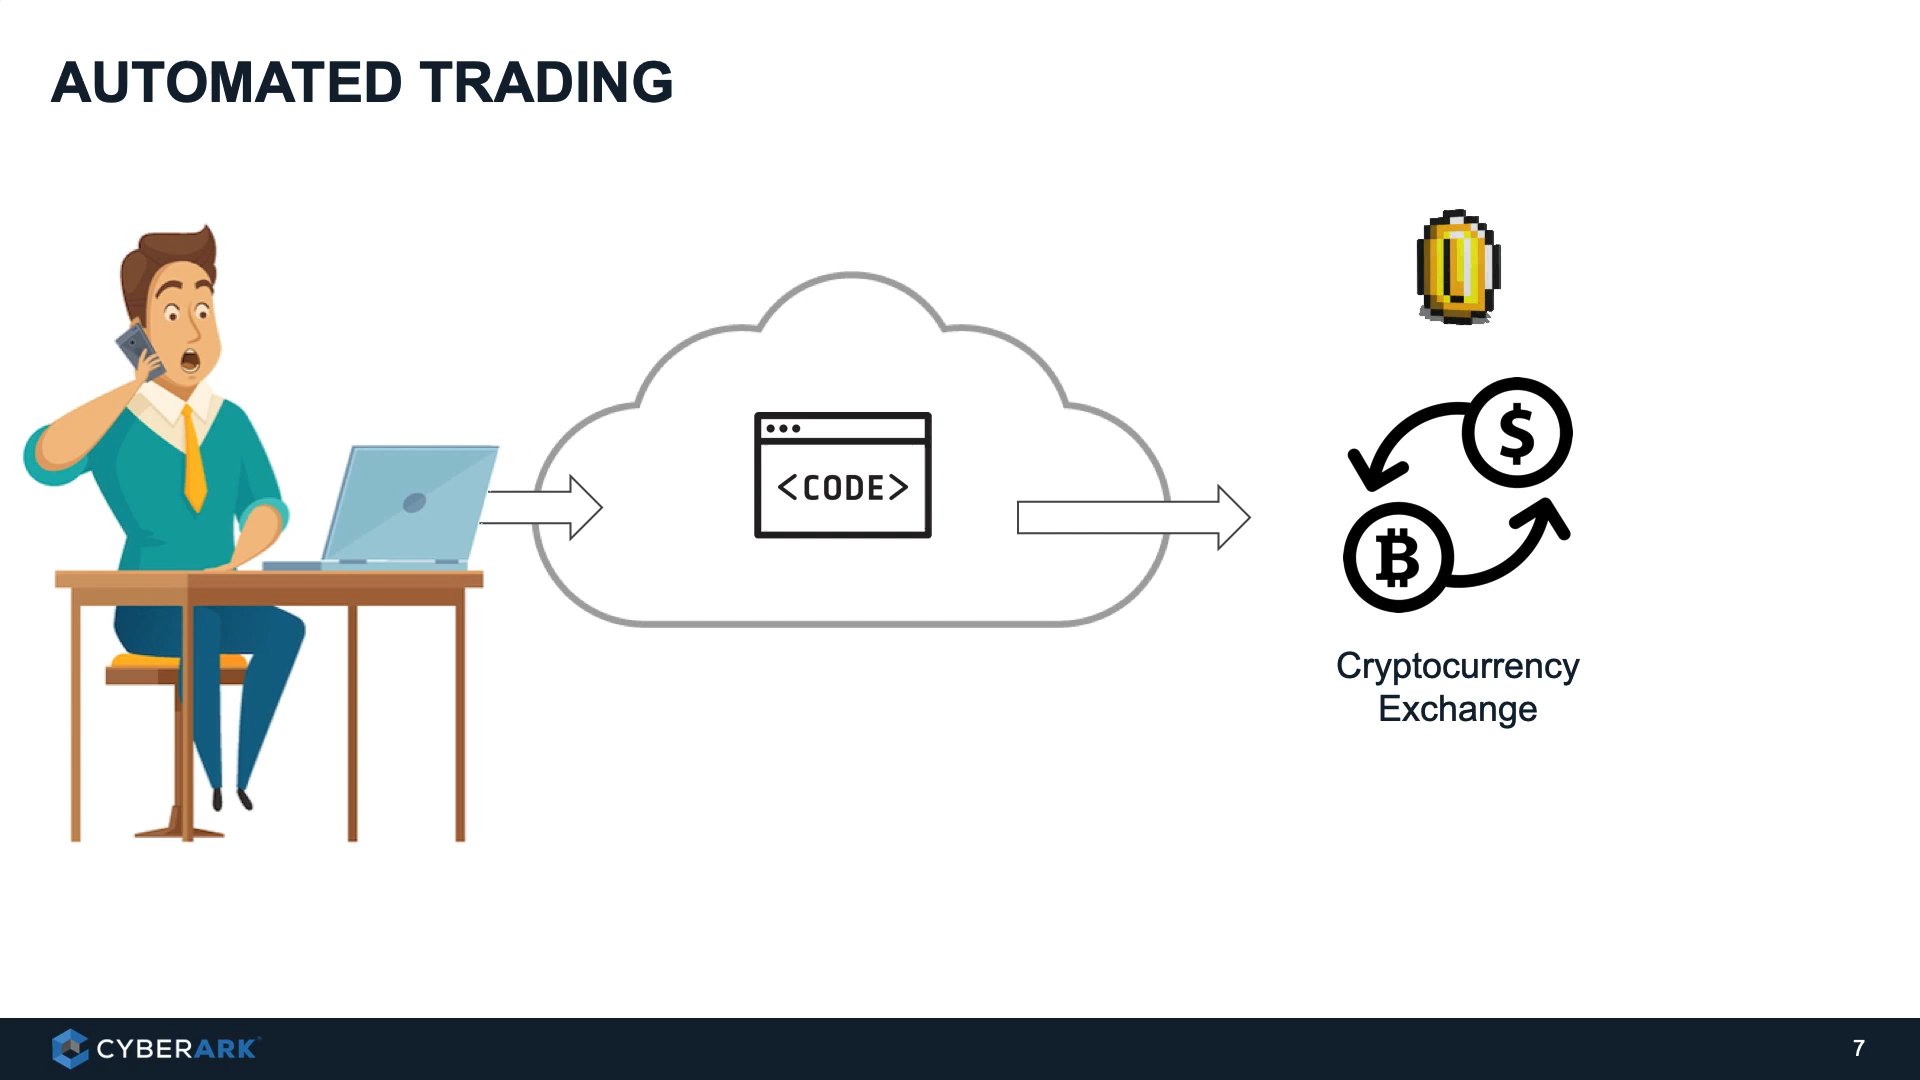 AUTOMATED TRADING
<CODE>
$
₿
Cryptocurrency
Exchange
CYBERARK
7